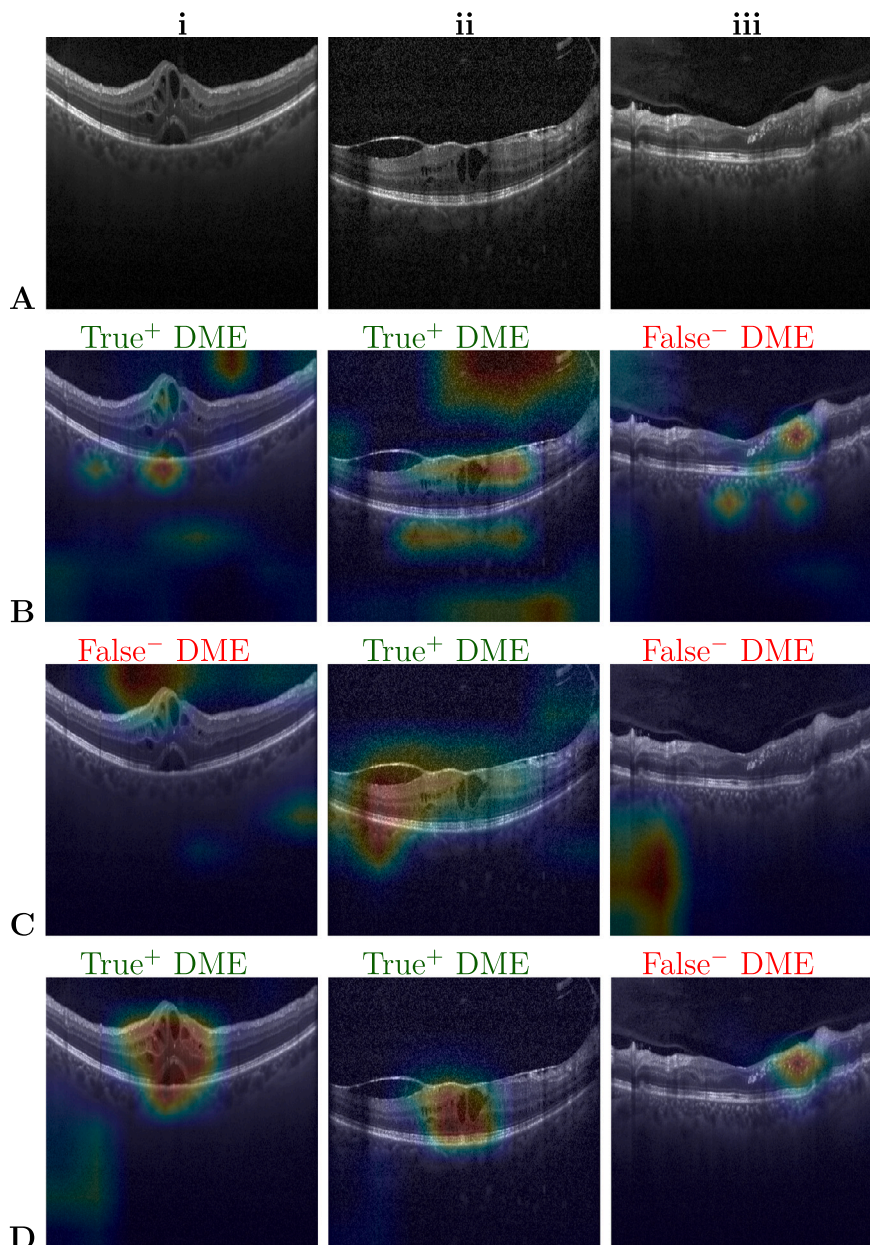 i ii iii
A
True⁺ DME True⁺ DME False⁻ DME
B
False⁻ DME True⁺ DME False⁻ DME
C
True⁺ DME True⁺ DME False⁻ DME
D